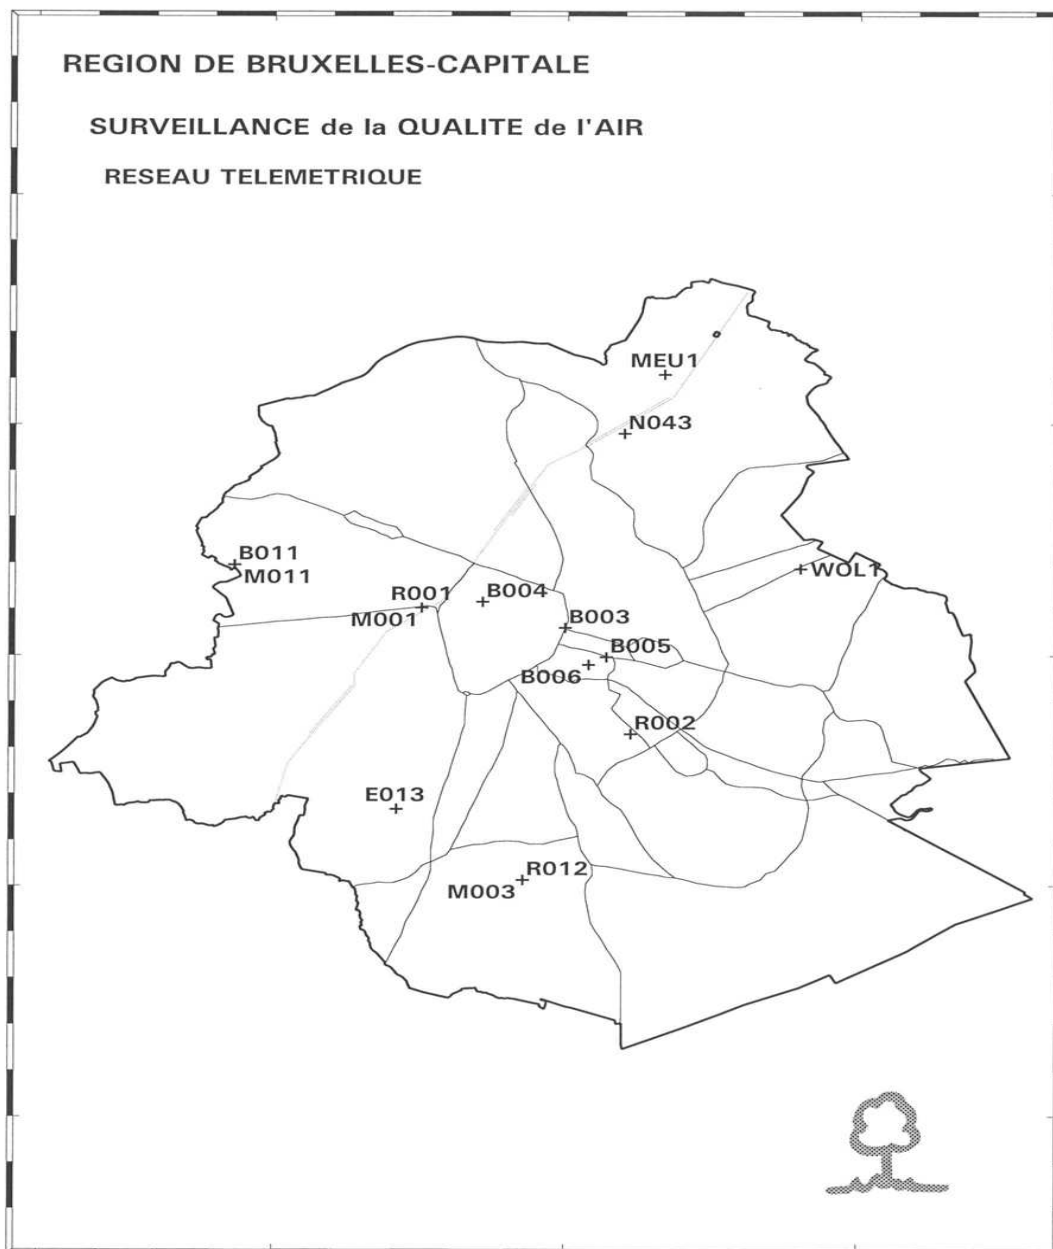 REGION DE BRUXELLES-CAPITALE
SURVEILLANCE de la QUALITE de l'AIR
RESEAU TELEMETRIQUE
MEU1
N043
B011
M011
WOL1
R001
M001
B004
B003
B005
B006
R002
E013
R012
M003